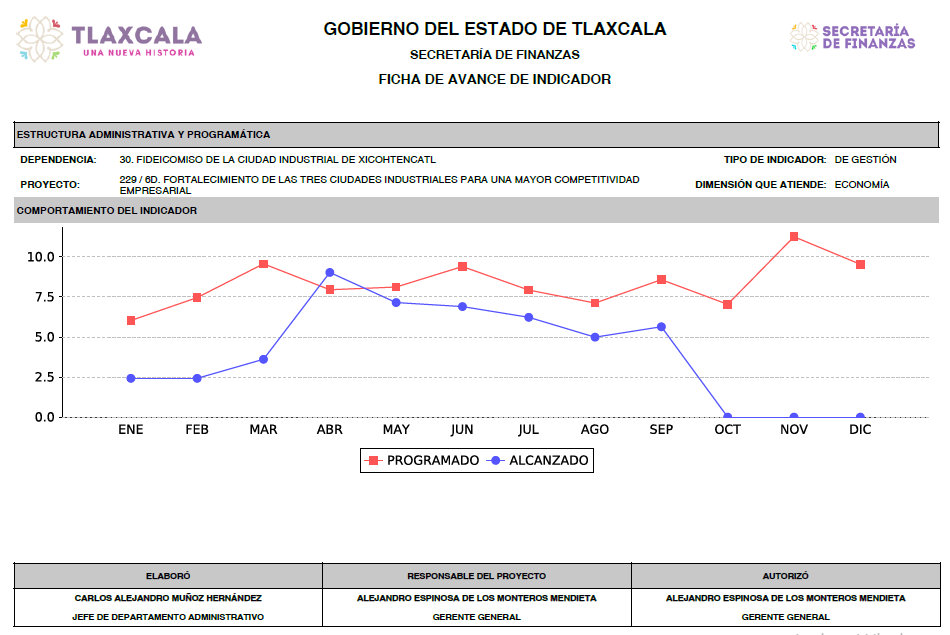 TLAXCALA
UNA NUEVA HISTORIA
GOBIERNO DEL ESTADO DE TLAXCALA
SECRETARÍA DE FINANZAS
FICHA DE AVANCE DE INDICADOR
SECRETARÍA
DE FINANZAS
ESTRUCTURA ADMINISTRATIVA Y PROGRAMÁTICA
DEPENDENCIA: 30. FIDEICOMISO DE LA CIUDAD INDUSTRIAL DE XICOHTENCATL TIPO DE INDICADOR: DE GESTIÓN
PROYECTO: 229 / 6D. FORTALECIMIENTO DE LAS TRES CIUDADES INDUSTRIALES PARA UNA MAYOR COMPETITIVIDAD
EMPRESARIAL DIMENSIÓN QUE ATIENDE: ECONOMÍA
COMPORTAMIENTO DEL INDICADOR
10.0
7.5
5.0
2.5
0.0
ENE FEB MAR ABR MAY JUN JUL AGO SEP OCT NOV DIC
PROGRAMADO ALCANZADO
ELABORÓ RESPONSABLE DEL PROYECTO AUTORIZÓ
CARLOS ALEJANDRO MUÑOZ HERNÁNDEZ ALEJANDRO ESPINOSA DE LOS MONTEROS MENDIETA ALEJANDRO ESPINOSA DE LOS MONTEROS MENDIETA
JEFE DE DEPARTAMENTO ADMINISTRATIVO GERENTE GENERAL GERENTE GENERAL